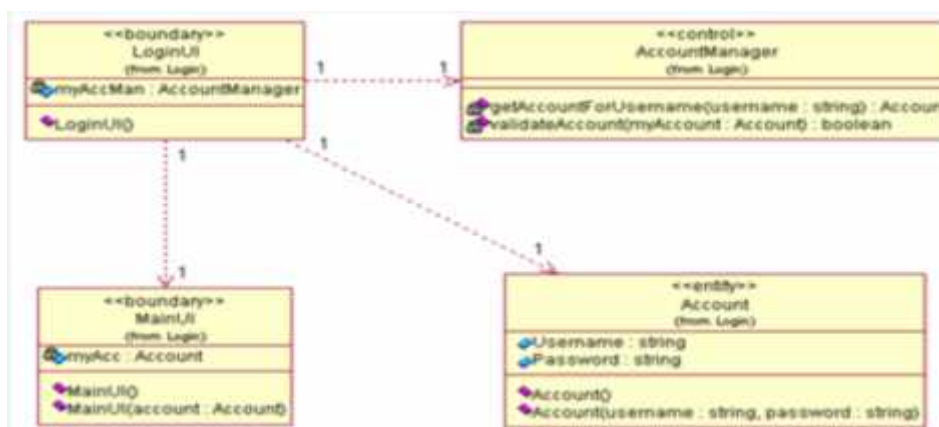 <<boundary>>
LoginUI
(from Login)
myAccMan : AccountManager
LoginUI()
1
1
<<control>>
AccountManager
(from Login)
getAccountForUsername(username : string) : Accou
validateAccount(myAccount : Account) : boolean
1
1
1
1
<<boundary>>
MainUI
(from Login)
myAcc : Account
MainUI()
MainUI(account : Account)
<<entity>>
Account
(from Login)
Username : string
Password : string
Account()
Account(username : string, password : string)